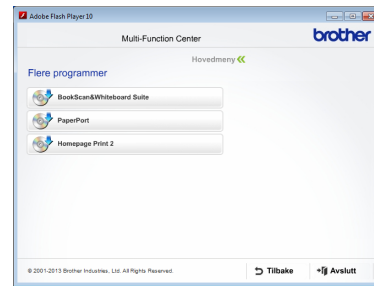 Adobe Flash Player 10
Multi-Function Center
brother
Hovedmeny
Flere programmer
BookScan&Whiteboard Suite
PaperPort
Homepage Print 2
© 2001-2013 Brother Industries, Ltd. All Rights Reserved.
Tilbake
Avslutt